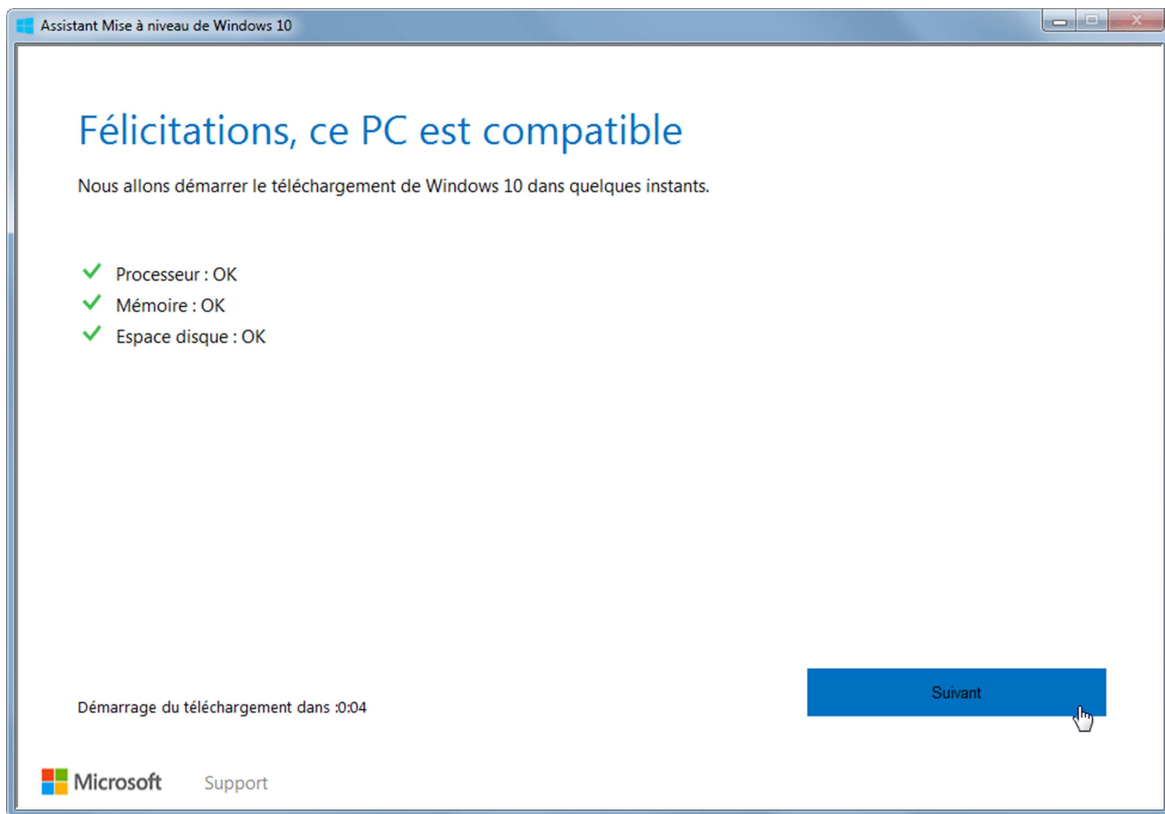 Assistant Mise à niveau de Windows 10
Félicitations, ce PC est compatible
Nous allons démarrer le téléchargement de Windows 10 dans quelques instants.
Processeur : OK
Mémoire : OK
Espace disque : OK
Suivant
Démarrage du téléchargement dans :0:04
Microsoft Support